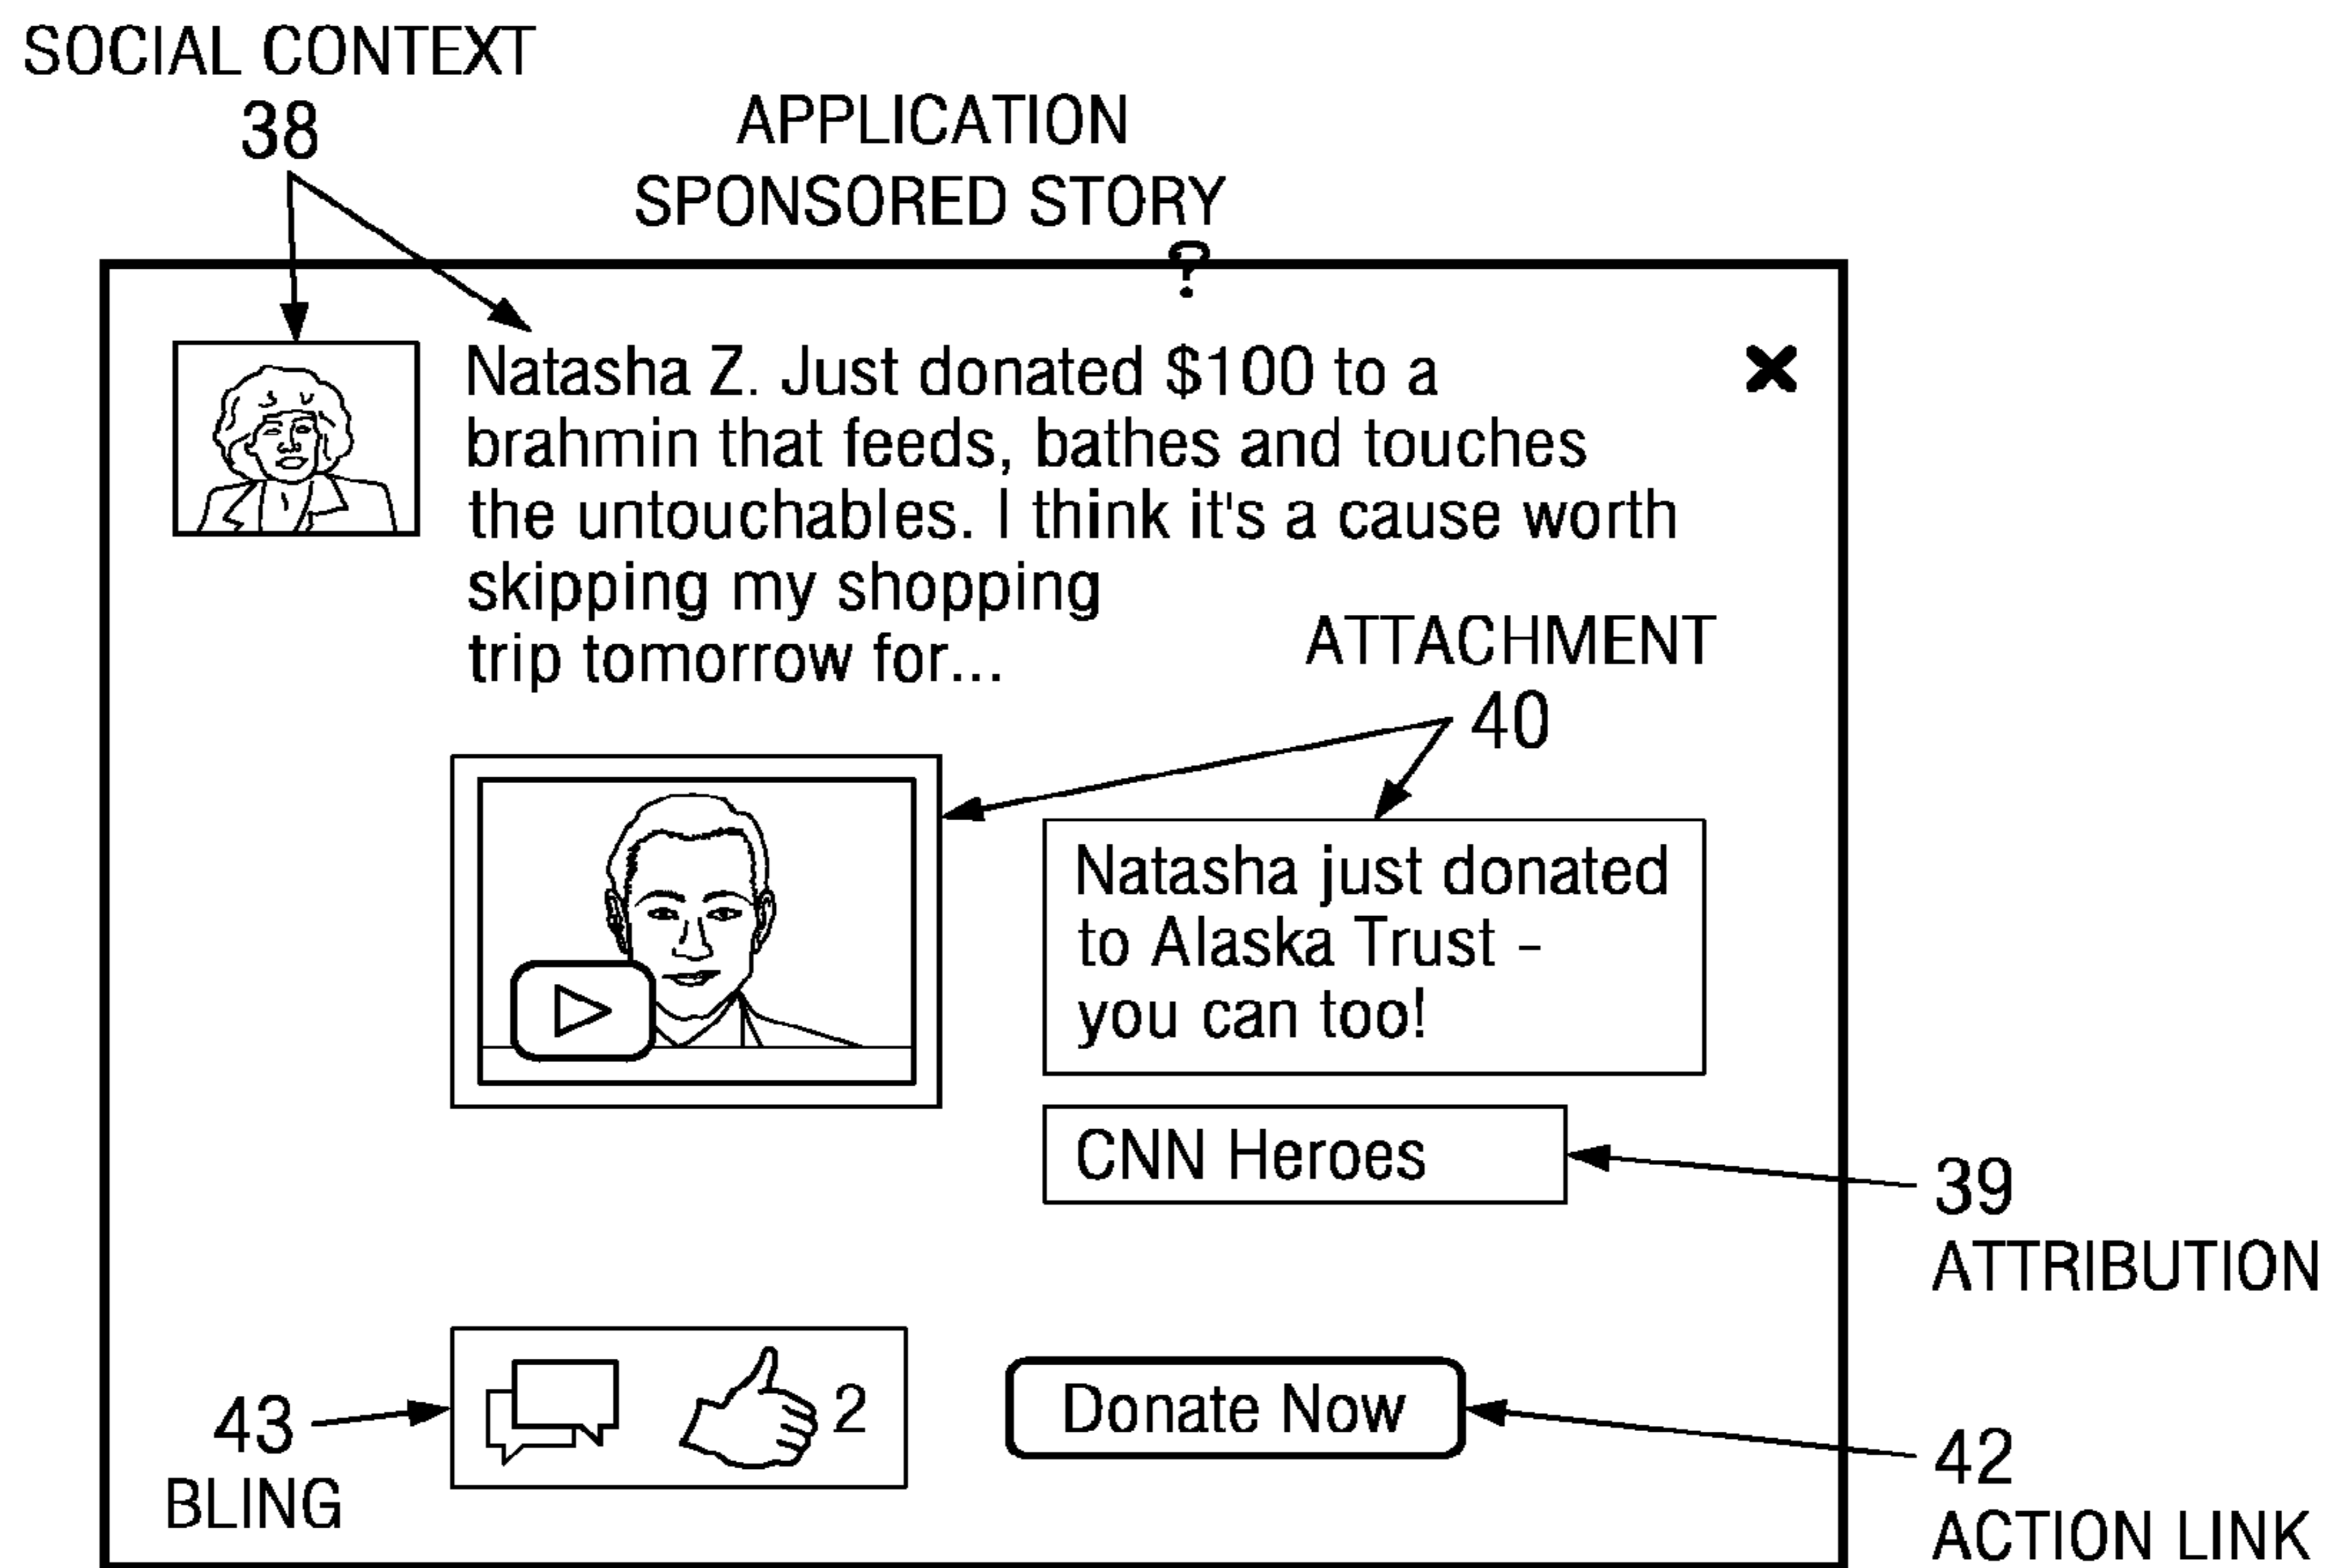 SOCIAL CONTEXT
38
APPLICATION
SPONSORED STORY
?
Natasha Z. Just donated $100 to a
brahmin that feeds, bathes and touches
the untouchables. I think it's a cause worth
skipping my shopping
trip tomorrow for...
ATTACHMENT
40
Natasha just donated
to Alaska Trust -
you can too!
CNN Heroes
39
ATTRIBUTION
43
BLING
2
Donate Now
42
ACTION LINK